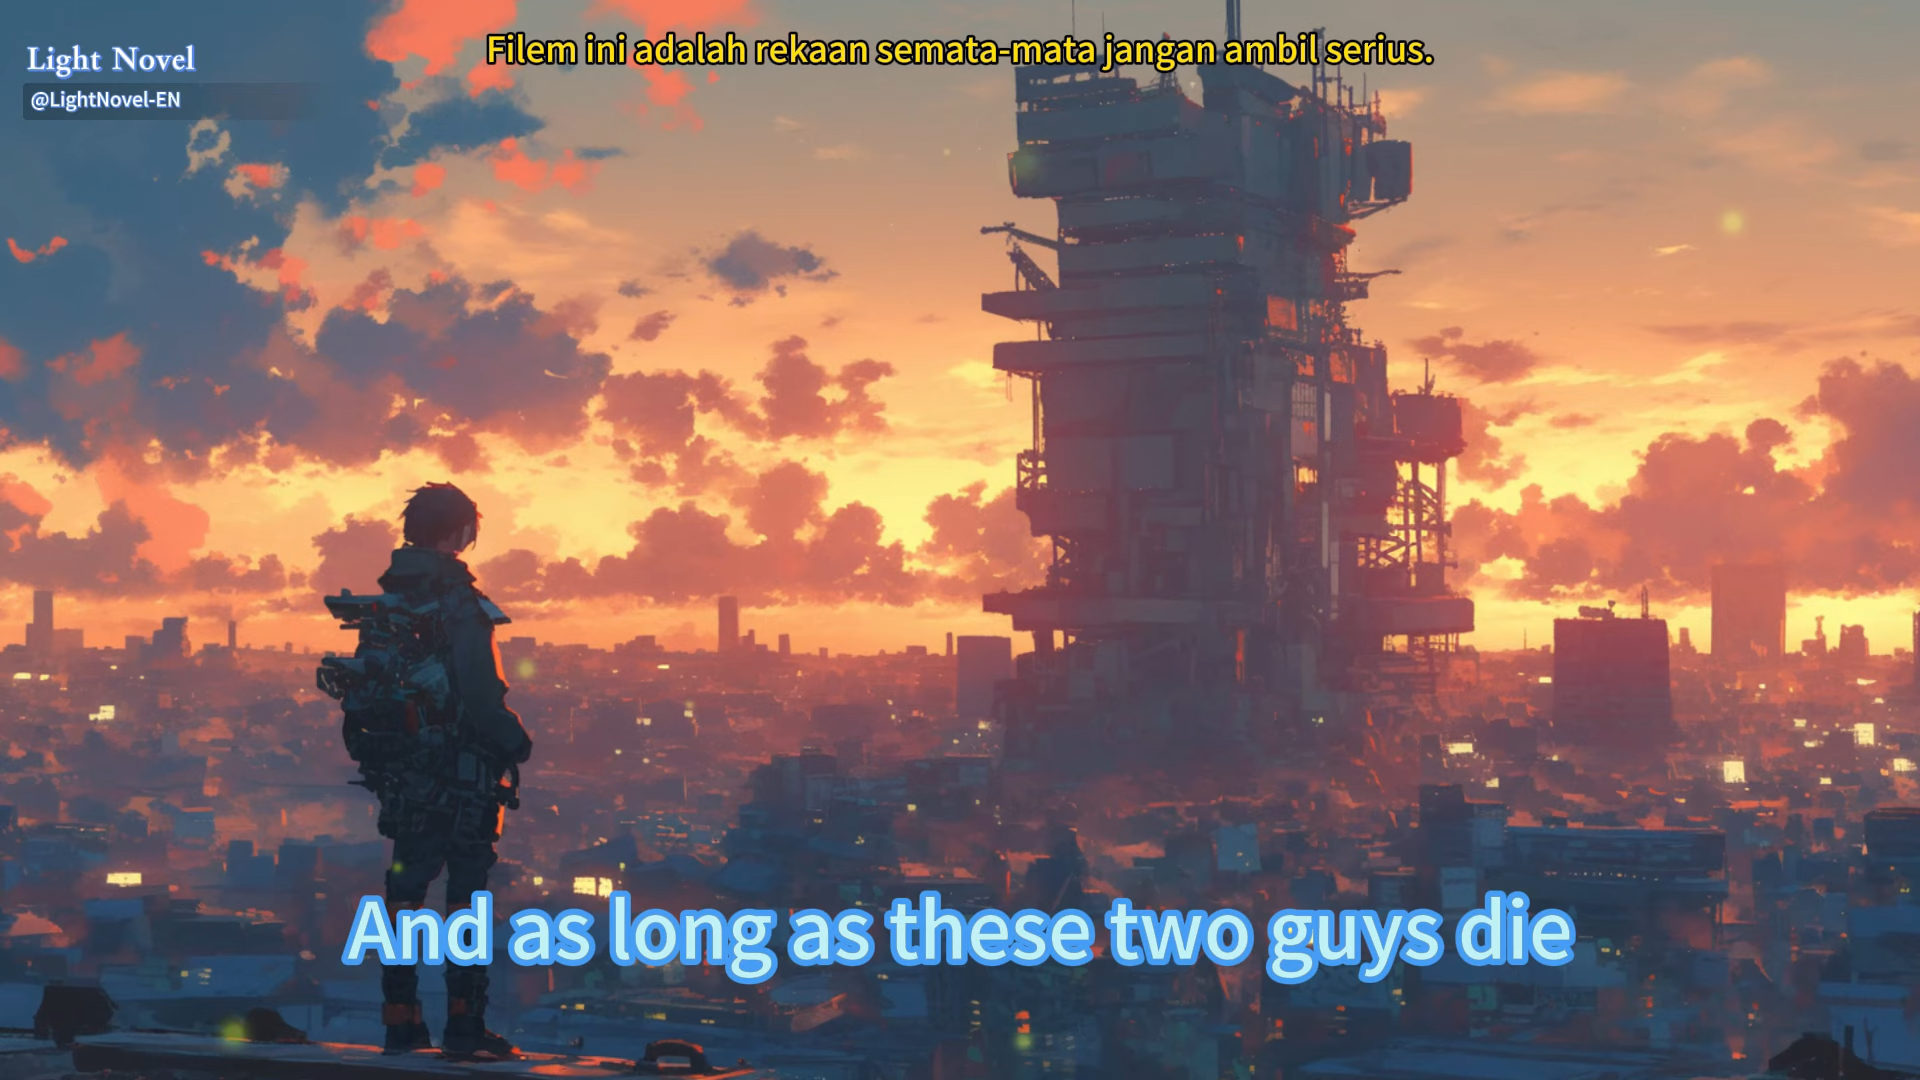 Filem ini adalah rekaan semata-mata jangan ambil serius.
Light Novel
@LightNovel-EN
And as long as these two guys die